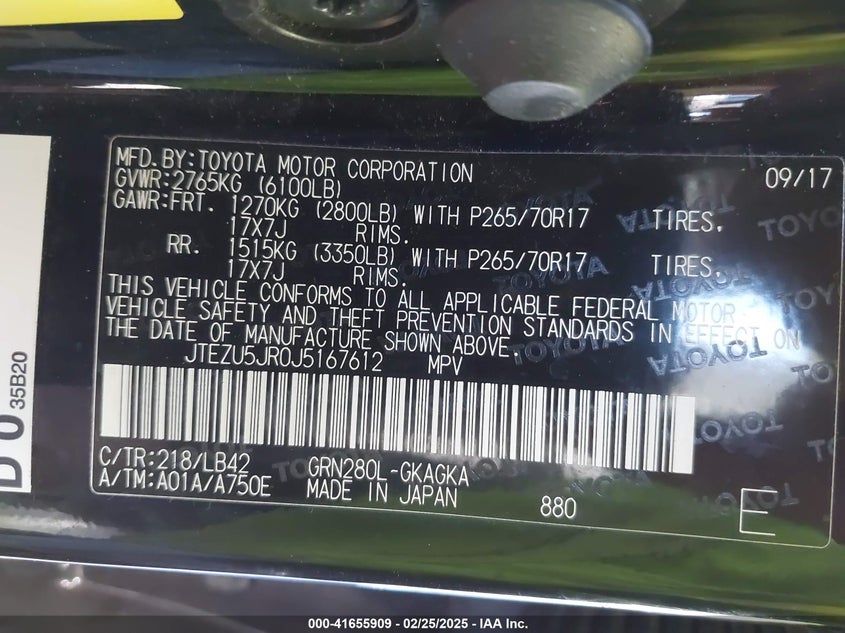 MFD. BY: TOYOTA MOTOR CORPORATION 09/17
GVWR: 2765KG (6100LB)
GAWR: FRT. 1270KG (2800LB) WITH P265/70R17 TIRES.
17X7J RIMS.
RR. 1515KG (3350LB) WITH P265/70R17 TIRES.
17X7J RIMS.
THIS VEHICLE CONFORMS TO ALL APPLICABLE FEDERAL MOTOR
VEHICLE SAFETY AND THEFT PREVENTION STANDARDS IN EFFECT ON
THE DATE OF MANUFACTURE SHOWN ABOVE.
JTEZU5JR0J5167612 MPV
C/TR: 218/LB42 GRN280L-GKAGKA
A/TM: A01A/A750E MADE IN JAPAN 880 E
35B20
TOYOTA
000-41655909 - 02/25/2025 - IAA Inc.